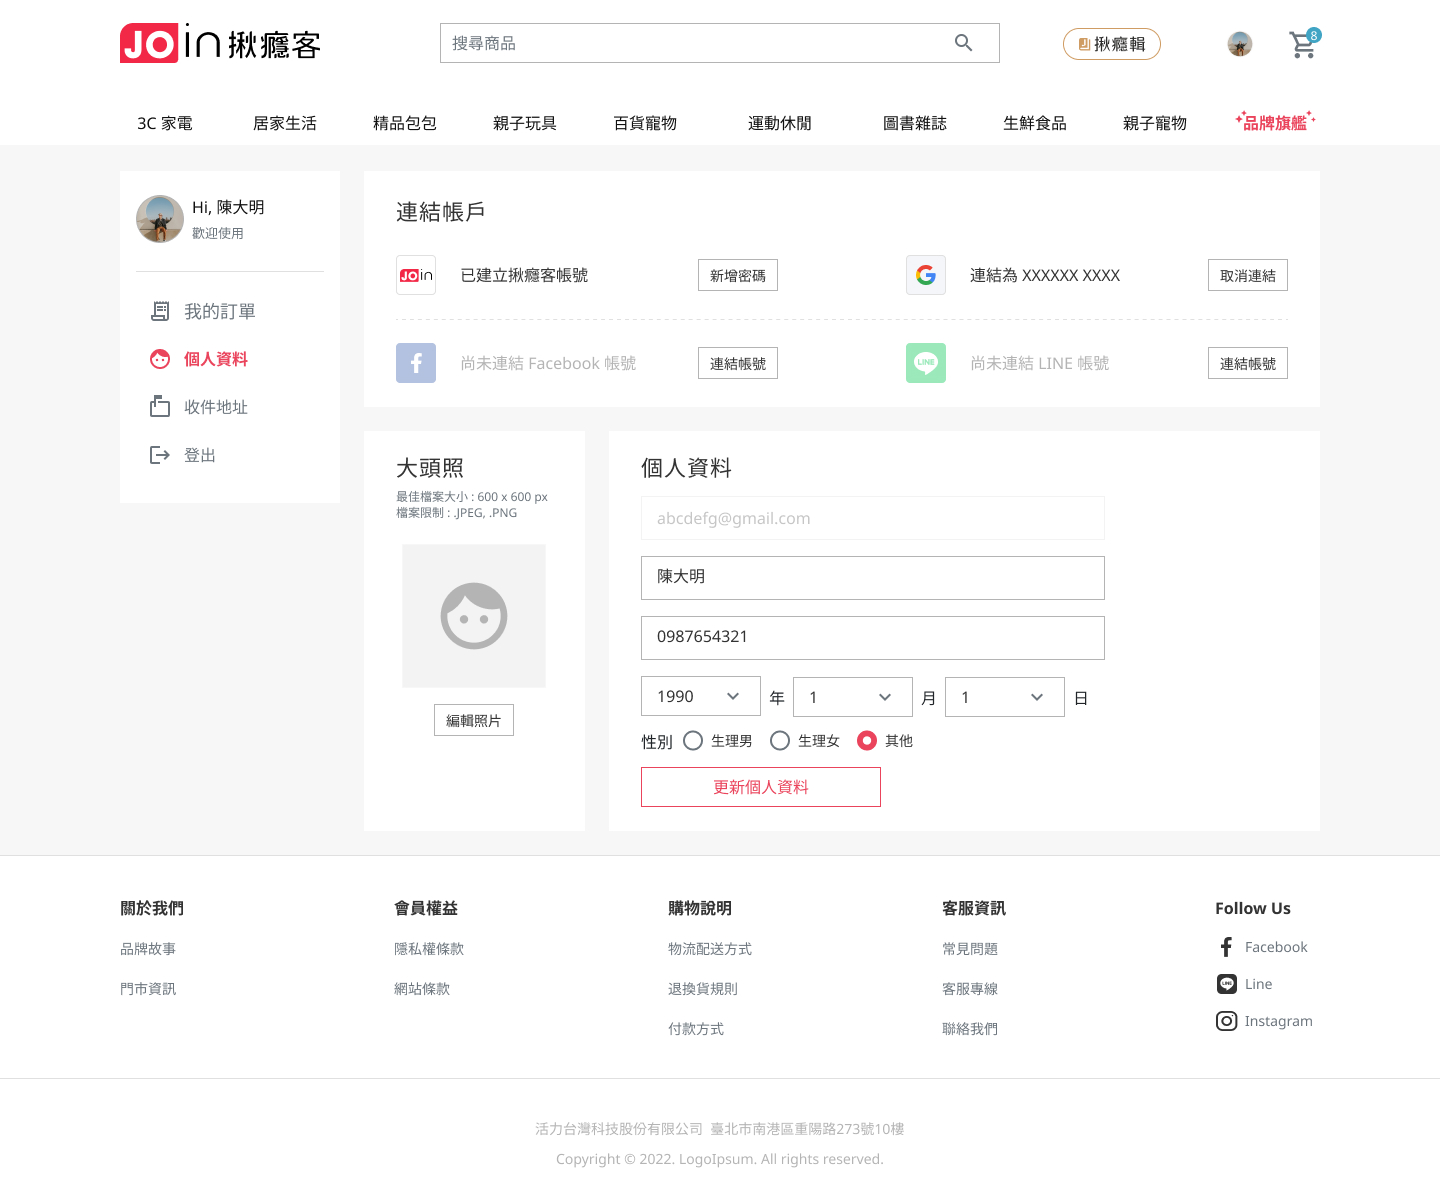 JOin 揪癮客
搜尋商品
揪癮輯
8
3C 家電
居家生活
精品包包
親子玩具
百貨寵物
運動休閒
圖書雜誌
生鮮食品
親子寵物
品牌旗艦
Hi, 陳大明
歡迎使用
我的訂單
個人資料
收件地址
登出
連結帳戶
JOin
已建立揪癮客帳號
新增密碼
連結為 XXXXXX XXXX
取消連結
尚未連結 Facebook 帳號
連結帳號
LINE
尚未連結 LINE 帳號
連結帳號
大頭照
最佳檔案大小 : 600 x 600 px
檔案限制 : .JPEG, .PNG
編輯照片
個人資料
abcdefg@gmail.com
陳大明
0987654321
1990 年 1 月 1 日
性別 生理男 生理女 其他
更新個人資料
關於我們
品牌故事
門市資訊
會員權益
隱私權條款
網站條款
購物說明
物流配送方式
退換貨規則
付款方式
客服資訊
常見問題
客服專線
聯絡我們
Follow Us
Facebook
LINE
Line
Instagram
活力台灣科技股份有限公司 臺北市南港區重陽路273號10樓
Copyright © 2022. LogoIpsum. All rights reserved.